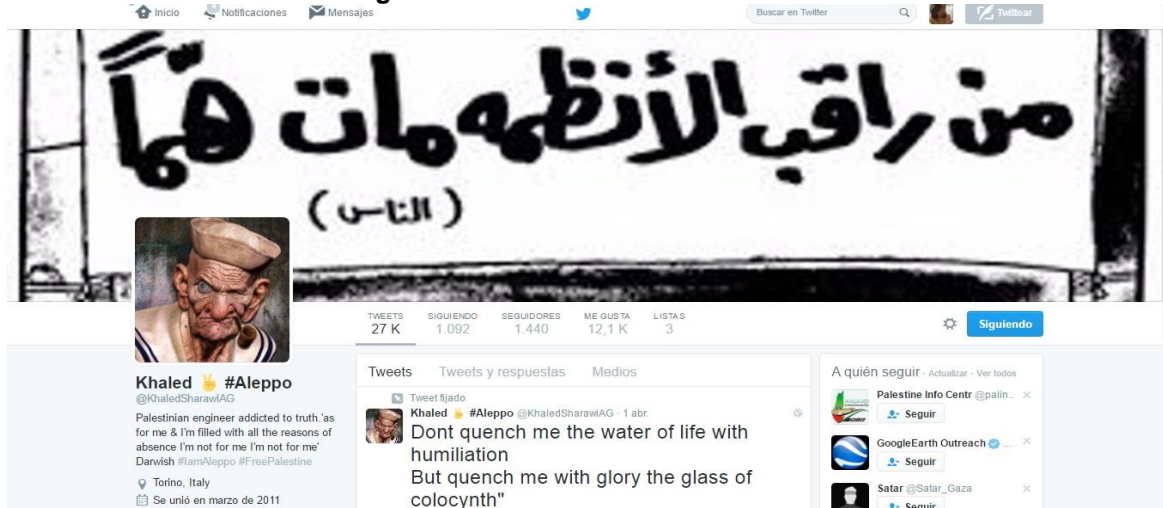 Inicio Notificaciones Mensajes Buscar en Twitter Twittear
من راقب الأنظمه مات هماً
(الناس)
TWEETS SIGUIENDO SEGUIDORES ME GUSTA LISTAS
27 K 1.092 1.440 12,1 K 3
Siguiendo
Khaled ✌ #Aleppo
@KhaledSharawiAG
Palestinian engineer addicted to truth.'as
for me & I'm filled with all the reasons of
absence I'm not for me I'm not for me'
Darwish #IamAleppo #FreePalestine
Torino, Italy
Se unió en marzo de 2011
Tweets Tweets y respuestas Medios
Tweet fijado
Khaled ✌ #Aleppo @KhaledSharawiAG · 1 abr.
Dont quench me the water of life with
humiliation
But quench me with glory the glass of
colocynth"
A quién seguir · Actualizar · Ver todos
Palestine Info Centr @palin..
Seguir
GoogleEarth Outreach ...
Seguir
Satar @Satar_Gaza
Seguir